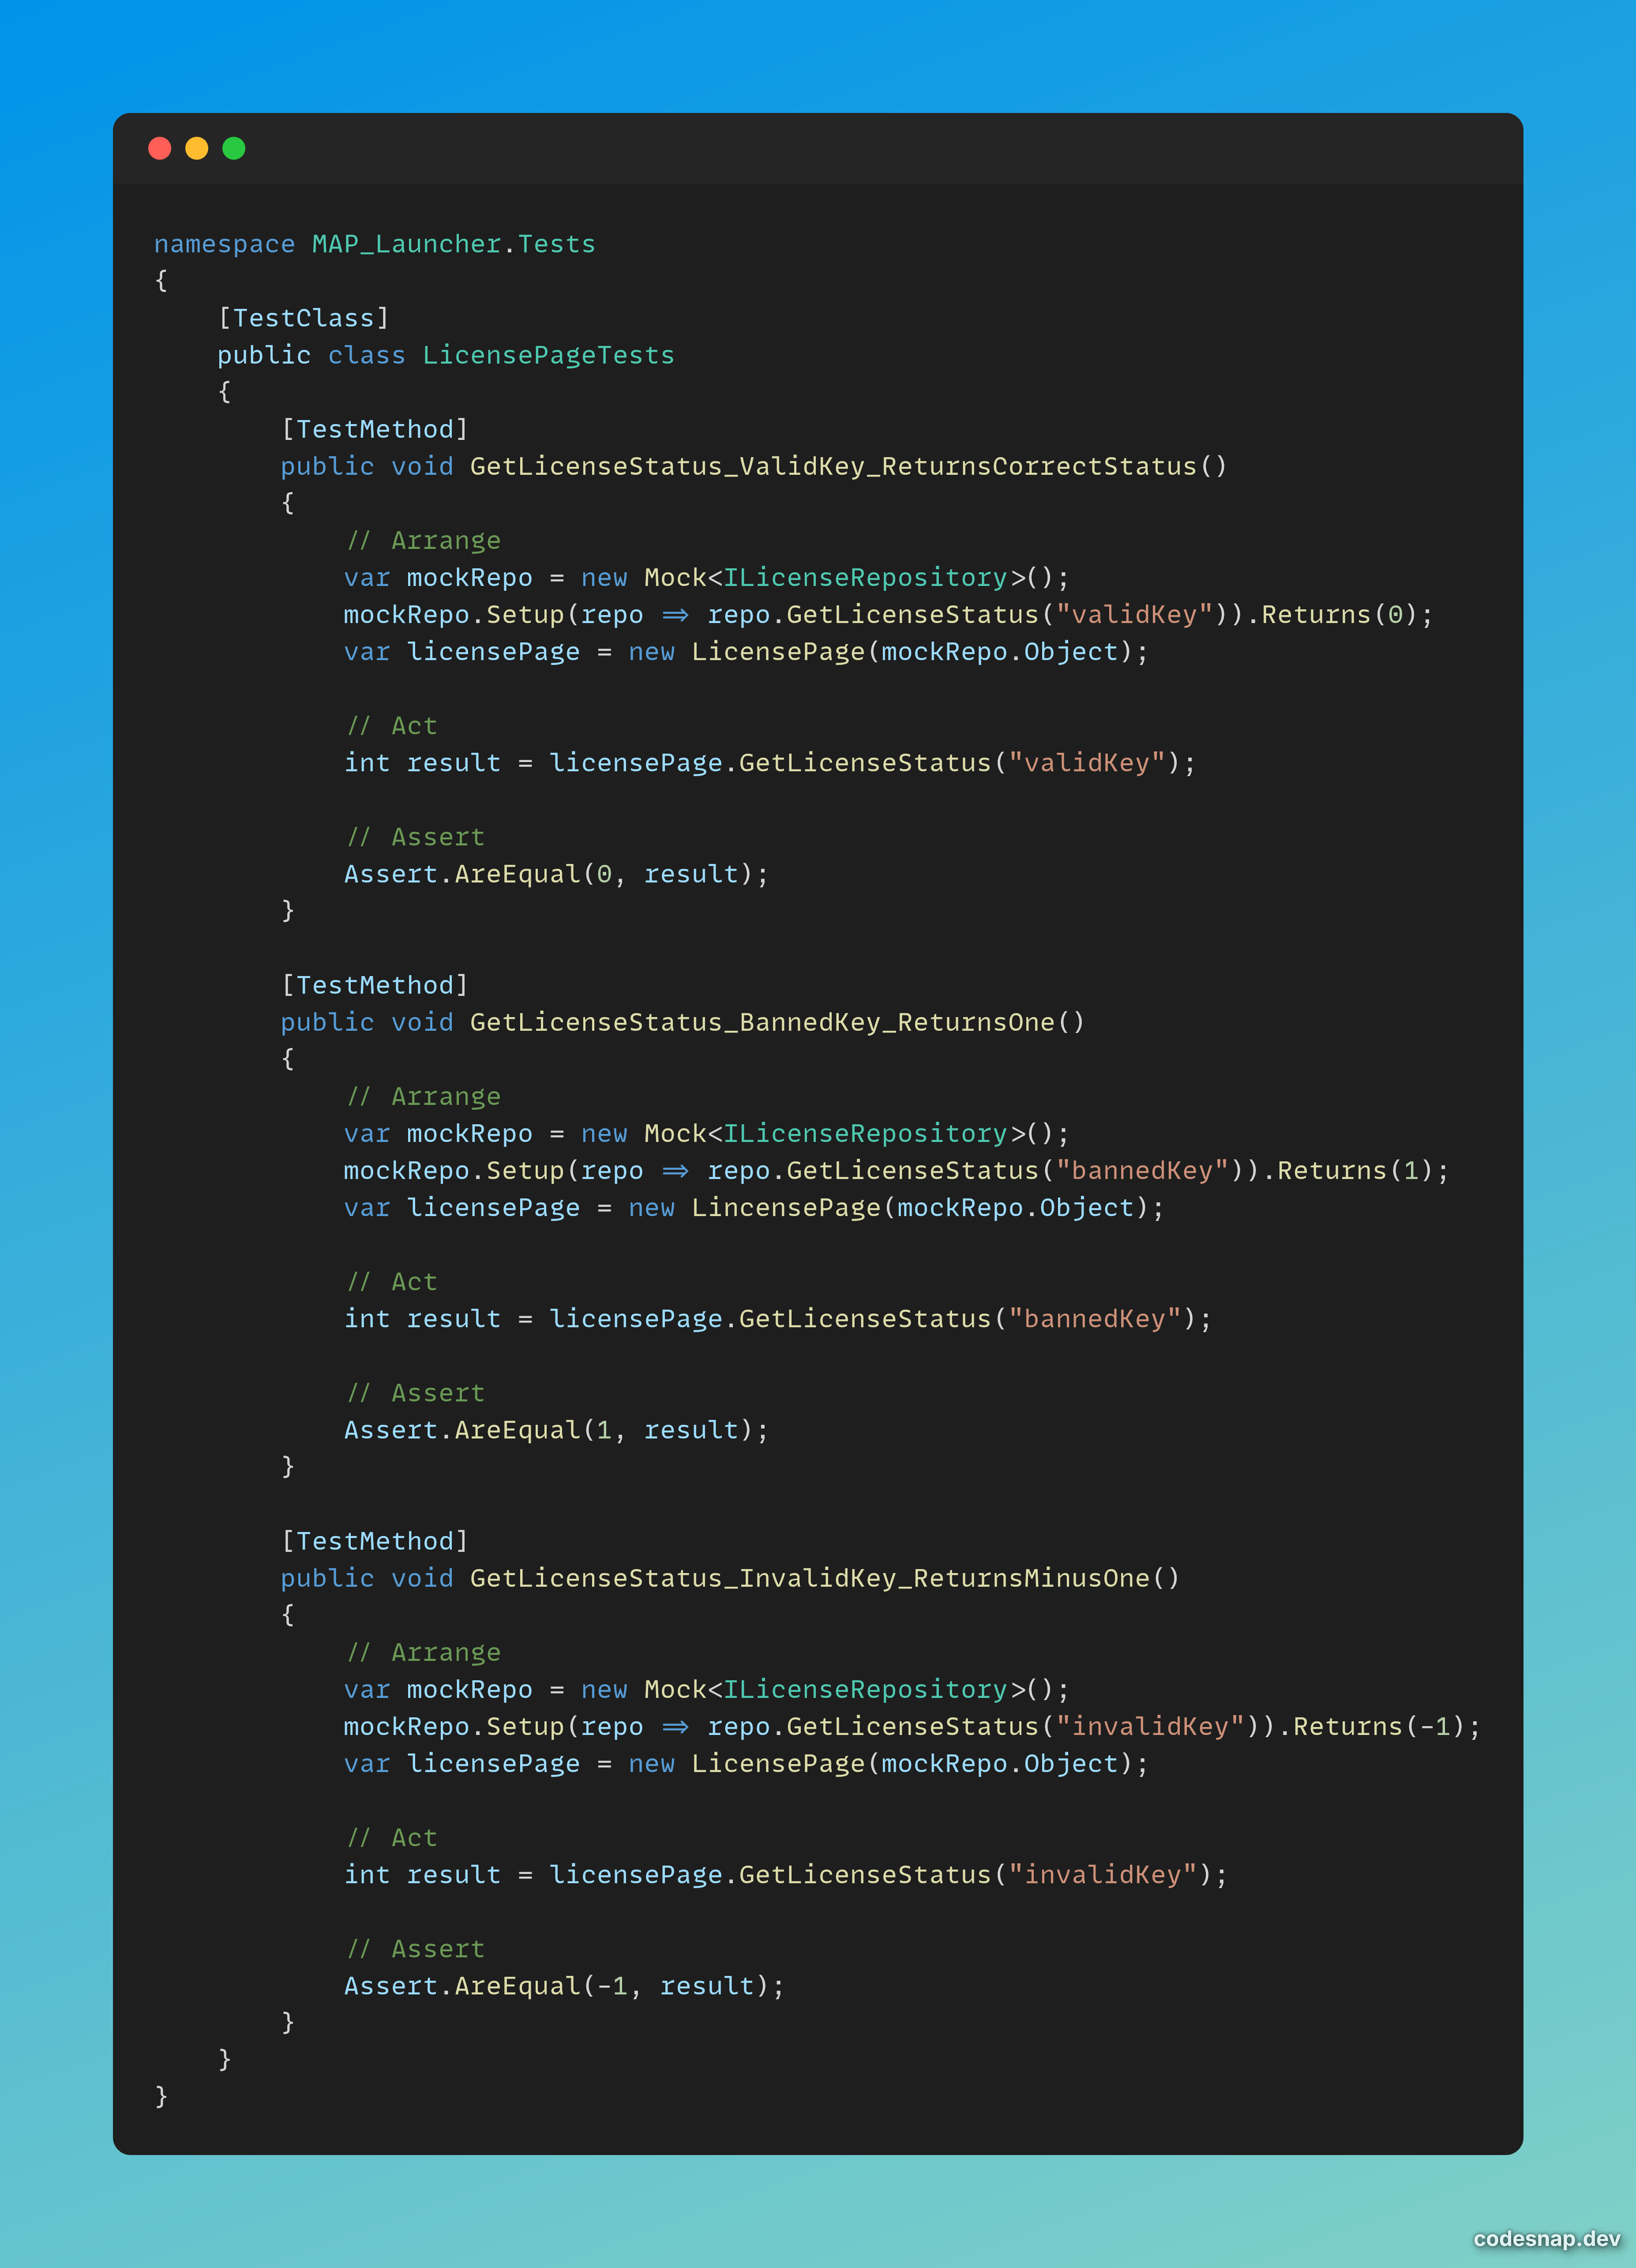 namespace MAP_Launcher.Tests
{
    [TestClass]
    public class LicensePageTests
    {
        [TestMethod]
        public void GetLicenseStatus_ValidKey_ReturnsCorrectStatus()
        {
            // Arrange
            var mockRepo = new Mock<ILicenseRepository>();
            mockRepo.Setup(repo => repo.GetLicenseStatus("validKey")).Returns(0);
            var licensePage = new LicensePage(mockRepo.Object);

            // Act
            int result = licensePage.GetLicenseStatus("validKey");

            // Assert
            Assert.AreEqual(0, result);
        }

        [TestMethod]
        public void GetLicenseStatus_BannedKey_ReturnsOne()
        {
            // Arrange
            var mockRepo = new Mock<ILicenseRepository>();
            mockRepo.Setup(repo => repo.GetLicenseStatus("bannedKey")).Returns(1);
            var licensePage = new LincensePage(mockRepo.Object);

            // Act
            int result = licensePage.GetLicenseStatus("bannedKey");

            // Assert
            Assert.AreEqual(1, result);
        }

        [TestMethod]
        public void GetLicenseStatus_InvalidKey_ReturnsMinusOne()
        {
            // Arrange
            var mockRepo = new Mock<ILicenseRepository>();
            mockRepo.Setup(repo => repo.GetLicenseStatus("invalidKey")).Returns(-1);
            var licensePage = new LicensePage(mockRepo.Object);

            // Act
            int result = licensePage.GetLicenseStatus("invalidKey");

            // Assert
            Assert.AreEqual(-1, result);
        }
    }
}
codesnap.dev